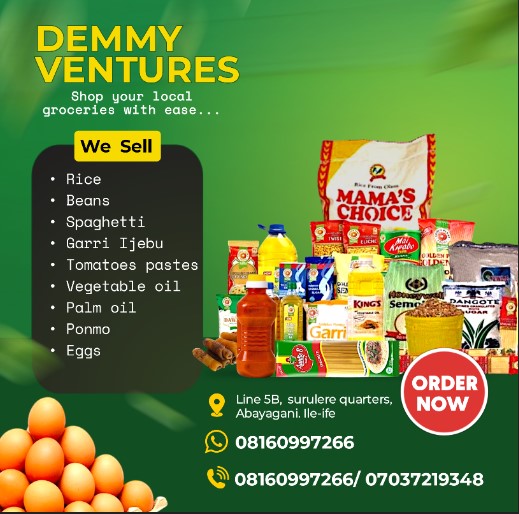 DEMMY
VENTURES
Shop your local
groceries with ease...
We Sell
• Rice
• Beans
• Spaghetti
• Garri Ijebu
• Tomatoes pastes
• Vegetable oil
• Palm oil
• Ponmo
• Eggs
MAMA'S
CHOICE
KING'S
Garri
DANGOTE
SUGAR
ORDER
NOW
Line 5B, surulere quarters,
Abayagani. Ile-ife
08160997266
08160997266/ 07037219348